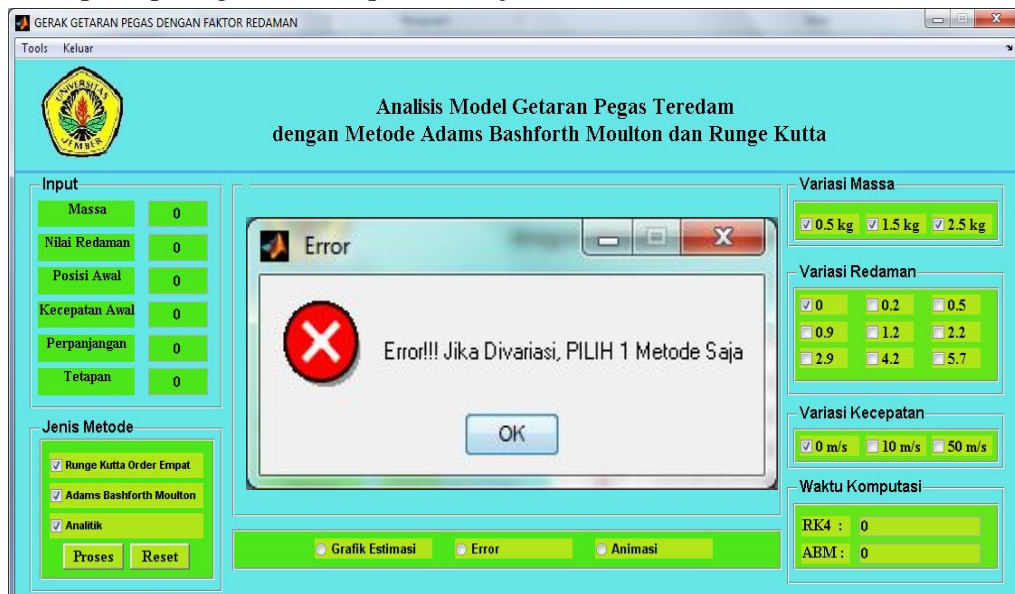 GERAK GETARAN PEGAS DENGAN FAKTOR REDAMAN
Tools Keluar
UNIVERSITAS
JEMBER
Analisis Model Getaran Pegas Teredam
dengan Metode Adams Bashforth Moulton dan Runge Kutta
Input
Massa 0
Nilai Redaman 0
Posisi Awal 0
Kecepatan Awal 0
Perpanjangan 0
Tetapan 0
Jenis Metode
Runge Kutta Order Empat
Adams Bashforth Moulton
Analitik
Proses Reset
Error
Error!!! Jika Divariasi, PILIH 1 Metode Saja
OK
Grafik Estimasi Error Animasi
Variasi Massa
0.5 kg 1.5 kg 2.5 kg
Variasi Redaman
0 0.2 0.5
0.9 1.2 2.2
2.9 4.2 5.7
Variasi Kecepatan
0 m/s 10 m/s 50 m/s
Waktu Komputasi
RK4 : 0
ABM : 0